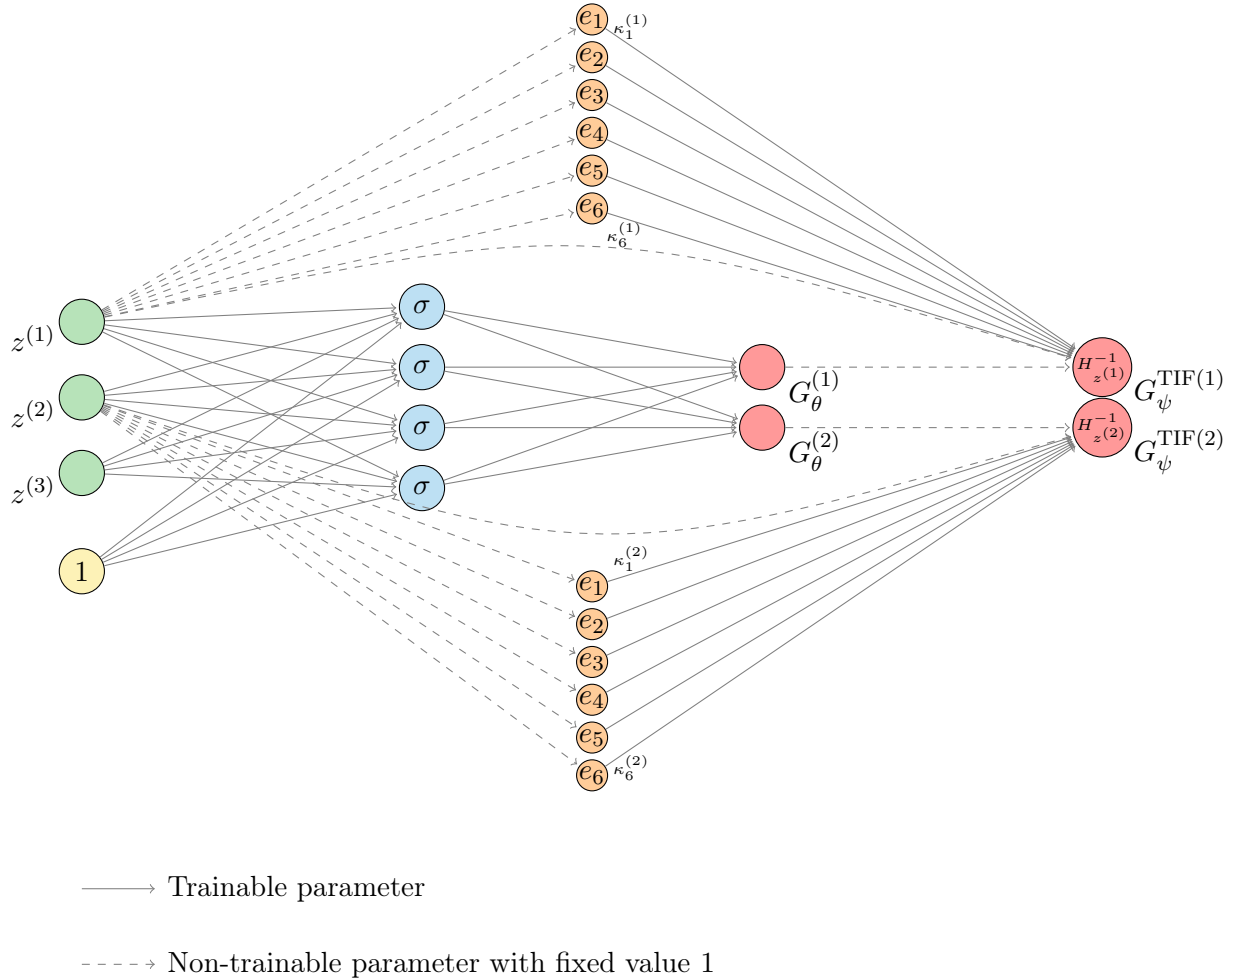 e₁ κ₁⁽¹⁾
e₂
e₃
e₄
e₅
e₆
κ₆⁽¹⁾
z⁽¹⁾
z⁽²⁾
z⁽³⁾
1
σ
σ
σ
σ
G_θ^{(1)}
G_θ^{(2)}
H^{-1}_{z^{(1)}}
G_ψ^{TIF(1)}
H^{-1}_{z^{(2)}}
G_ψ^{TIF(2)}
κ₁⁽²⁾
e₁
e₂
e₃
e₄
e₅
e₆ κ₆⁽²⁾
Trainable parameter
Non-trainable parameter with fixed value 1